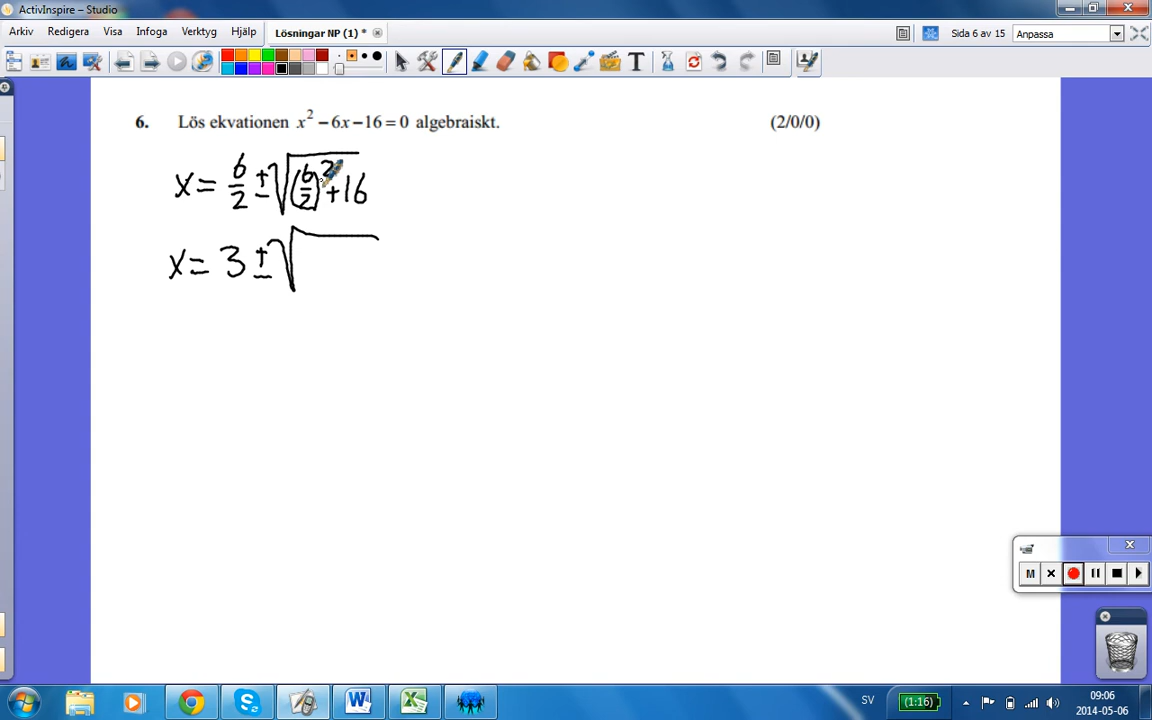 ActivInspire – Studio
Arkiv Redigera Visa Infoga Verktyg Hjälp Lösningar NP (1) * Sida 6 av 15 Anpassa
6. Lös ekvationen x² − 6x − 16 = 0 algebraiskt. (2/0/0)
x = 6/2 ± √((6/2)² + 16
x = 3 ± √
M
SV (1:16) 09:06
2014-05-06